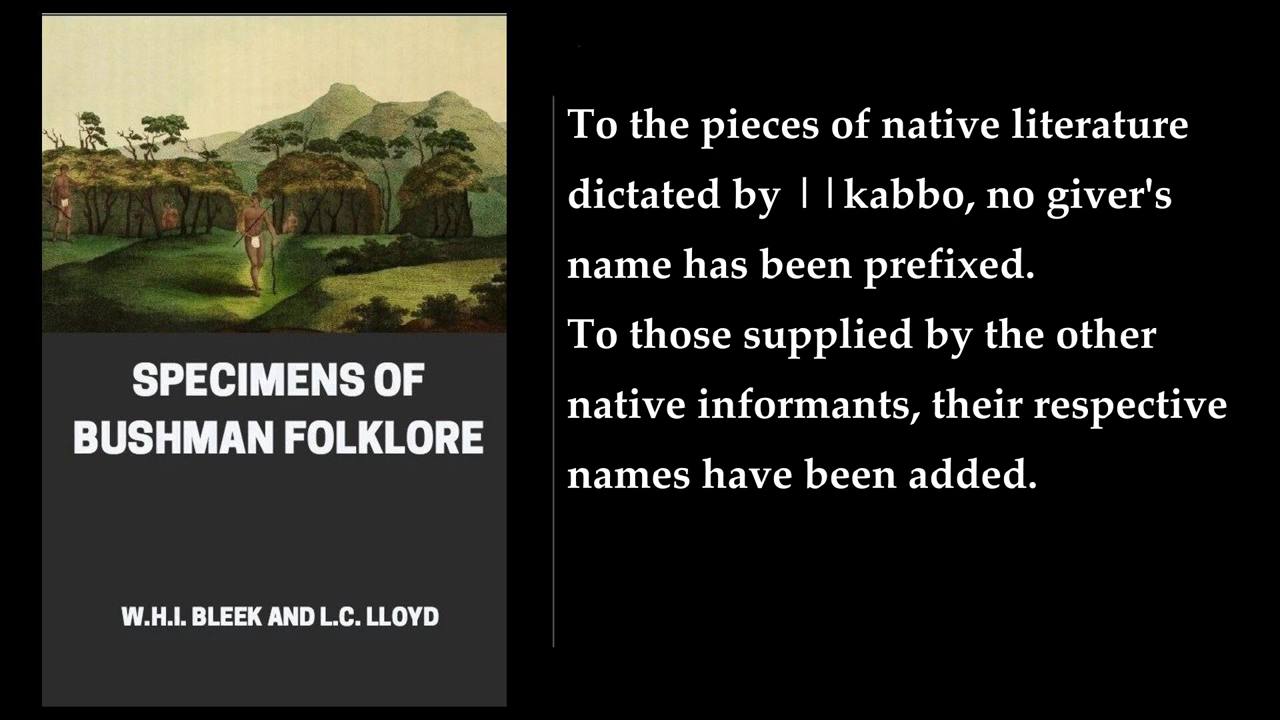 SPECIMENS OF
BUSHMAN FOLKLORE
W.H.I. BLEEK AND L.C. LLOYD
To the pieces of native literature
dictated by ||kabbo, no giver's
name has been prefixed.
To those supplied by the other
native informants, their respective
names have been added.